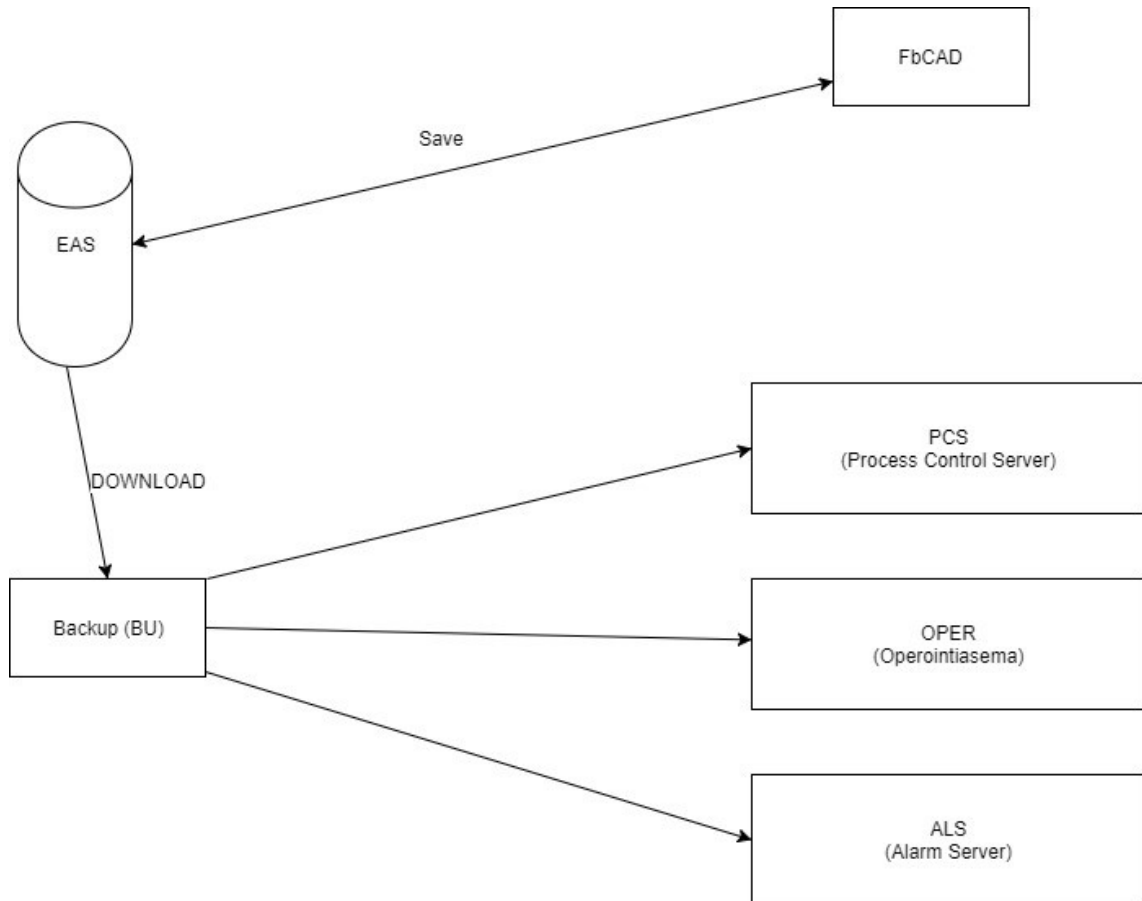 FbCAD
Save
EAS
DOWNLOAD
PCS
(Process Control Server)
Backup (BU)
OPER
(Operointiasema)
ALS
(Alarm Server)